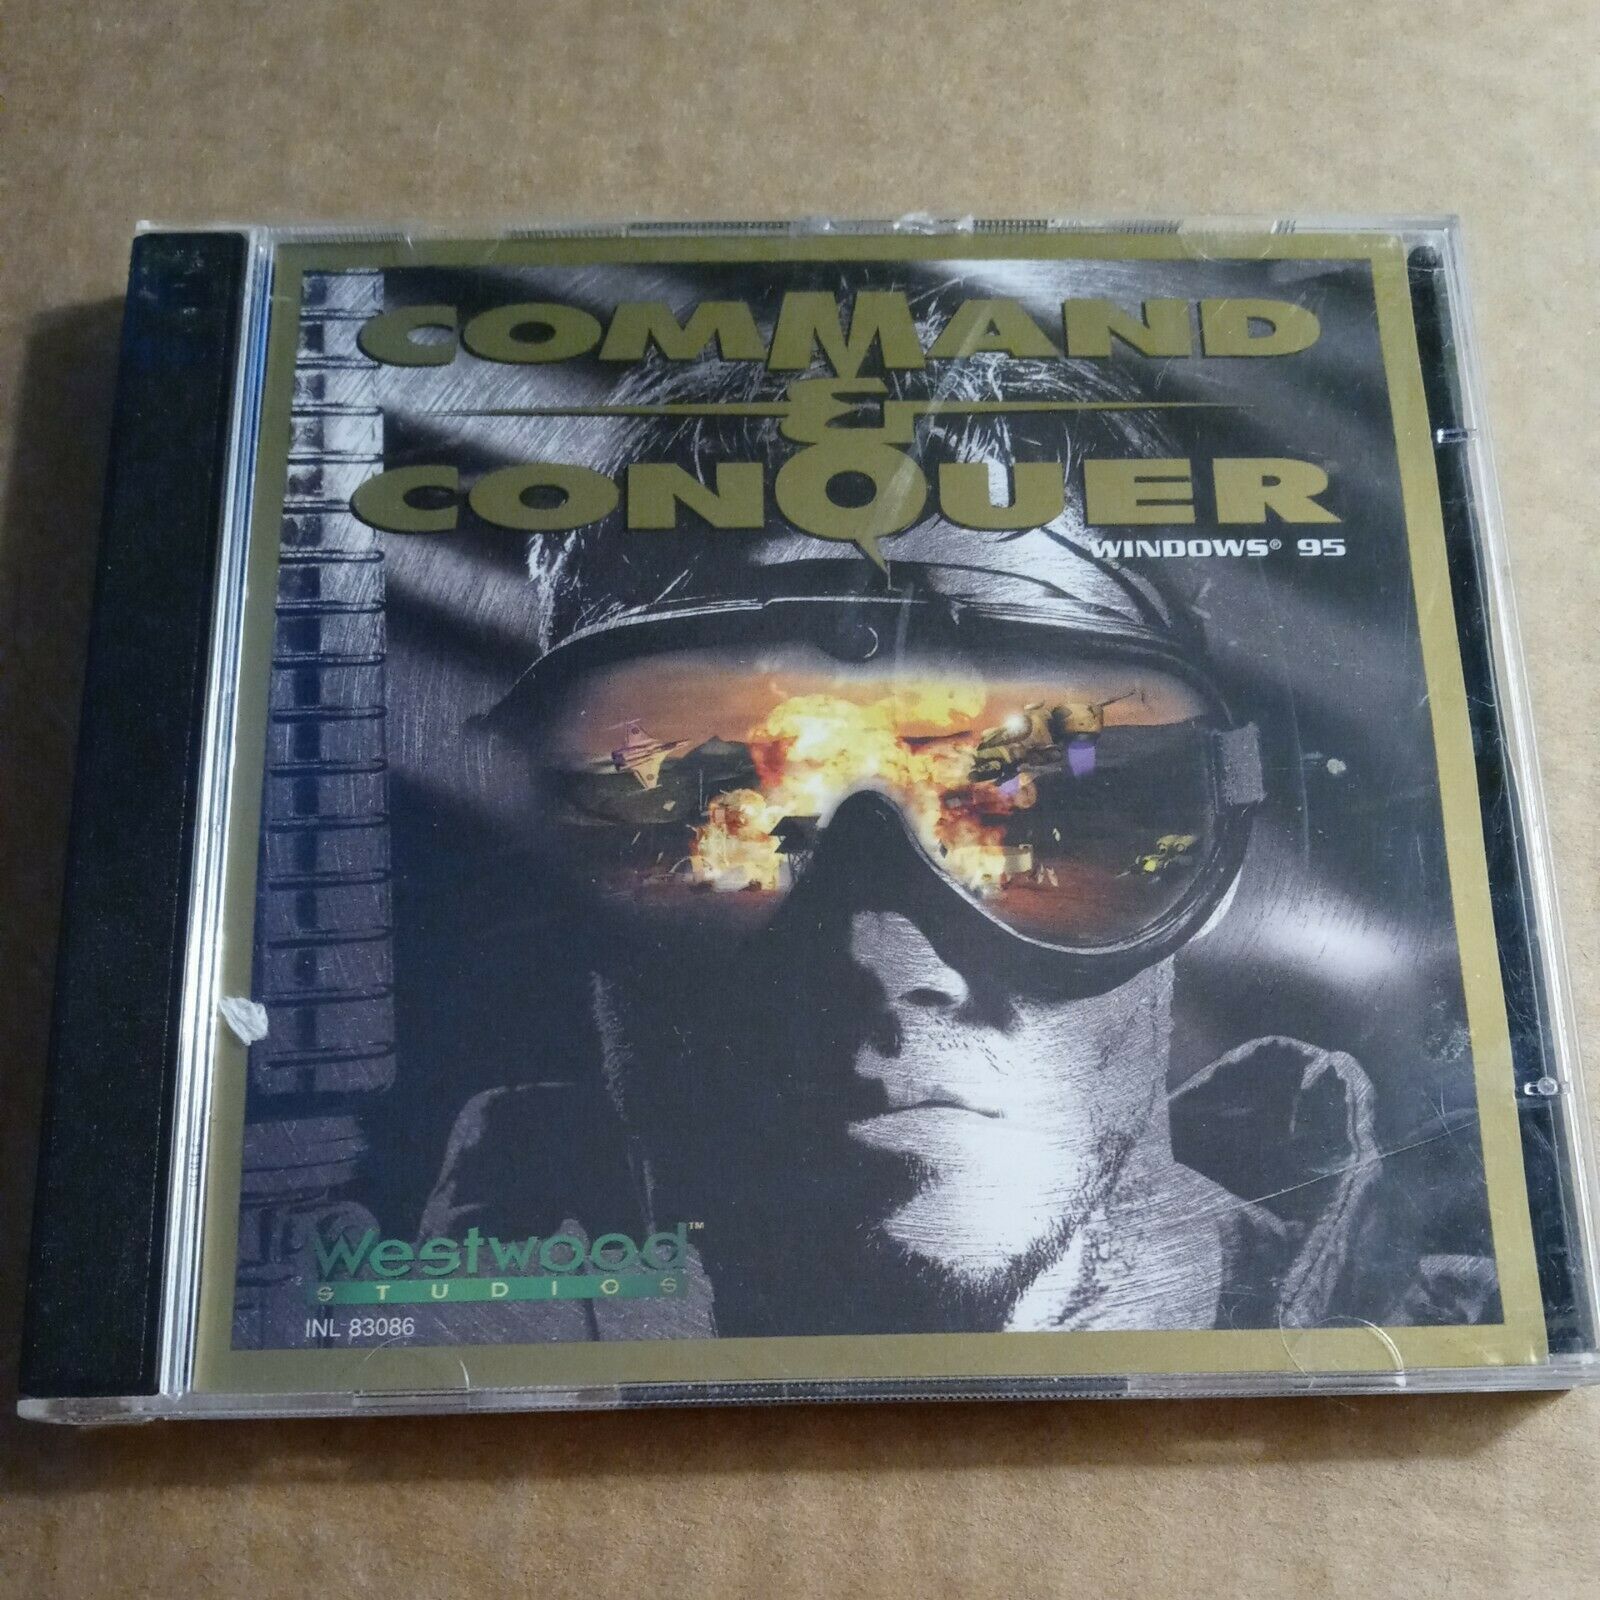 COMMAND
&
CONQUER
WINDOWS® 95
Westwood™
STUDIOS
INL 83086